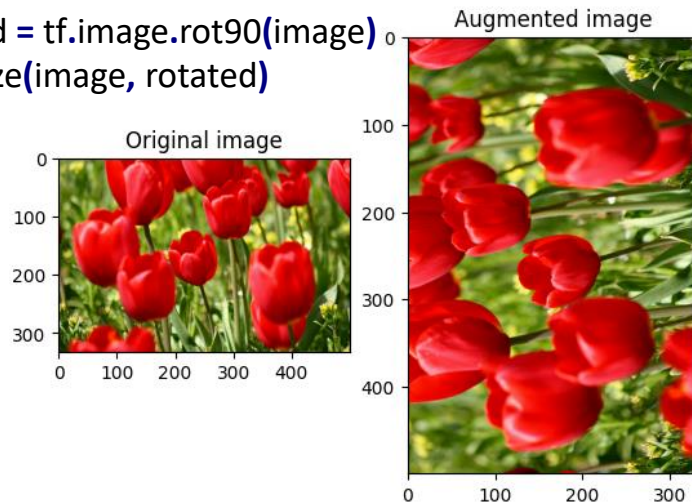 d = tf.image.rot90(image)
ze(image, rotated)
Original image
0
100
200
300
0 100 200 300 400
Augmented image
0
100
200
300
400
0 100 200 300